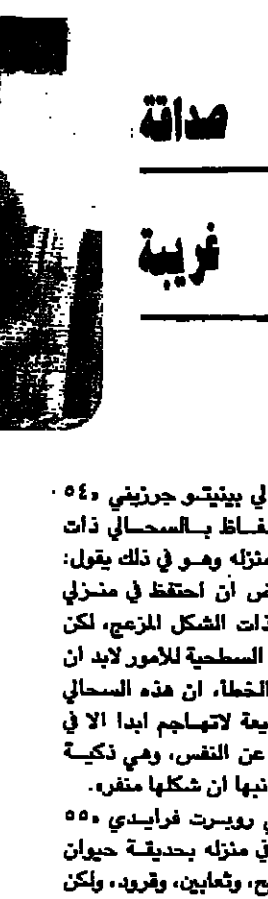 صداقة
غريبة
لي بينيتو جرزيني «٥٤
فاظ بالسحالي ذات
منزله وهو في ذلك يقول:
ض أن احتفظ في منزلي
ذات الشكل المزعج، لكن
السطحية للأمور لابد ان
الخطأ، ان هذه السحالي
يعة لاتهاجم ابدا الا في
عن النفس، وهي ذكية
نبها ان شكلها منفر».
ي روبرت فرايدي «٥٥
في منزله بحديقة حيوان
ح، وثعابين، وقرود، ولكن